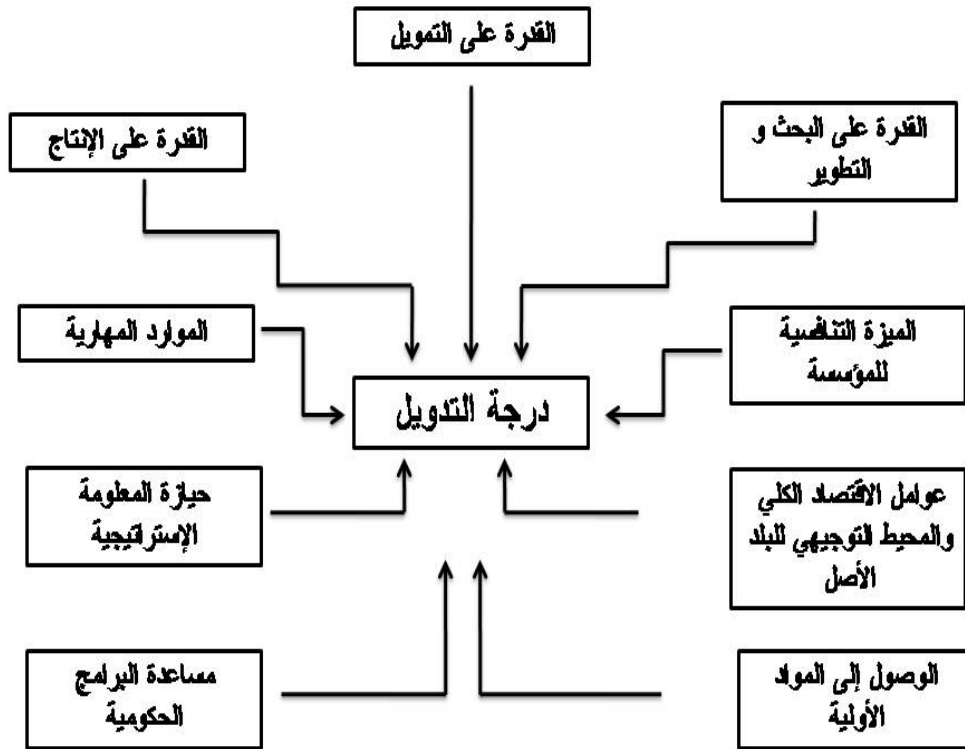 القدرة على التمويل
القدرة على البحث و
التطوير
القدرة على الإنتاج
الميزة التنافسية
للمؤسسة
الموارد المهارية
درجة التدويل
عوامل الاقتصاد الكلي
والمحيط التوجيهي للبلد
الأصل
حيازة المعلومة
الإستراتيجية
الوصول إلى المواد
الأولية
مساعدة البرامج
الحكومية